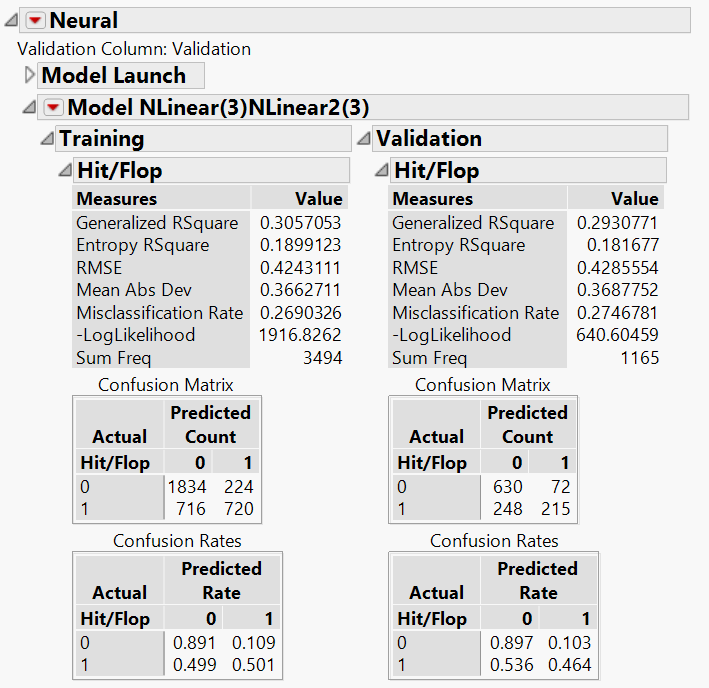 Neural
Validation Column: Validation
Model Launch
Model NLinear(3)NLinear2(3)
Training
Hit/Flop
Measures Value
Generalized RSquare 0.3057053
Entropy RSquare 0.1899123
RMSE 0.4243111
Mean Abs Dev 0.3662711
Misclassification Rate 0.2690326
-LogLikelihood 1916.8262
Sum Freq 3494
Confusion Matrix
Predicted
Actual Count
Hit/Flop 0 1
0 1834 224
1 716 720
Confusion Rates
Predicted
Actual Rate
Hit/Flop 0 1
0 0.891 0.109
1 0.499 0.501
Validation
Hit/Flop
Measures Value
Generalized RSquare 0.2930771
Entropy RSquare 0.181677
RMSE 0.4285554
Mean Abs Dev 0.3687752
Misclassification Rate 0.2746781
-LogLikelihood 640.60459
Sum Freq 1165
Confusion Matrix
Predicted
Actual Count
Hit/Flop 0 1
0 630 72
1 248 215
Confusion Rates
Predicted
Actual Rate
Hit/Flop 0 1
0 0.897 0.103
1 0.536 0.464